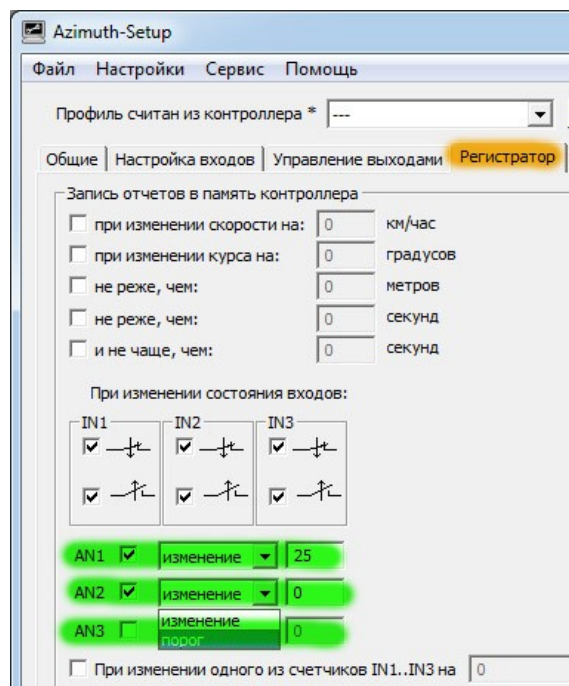 Azimuth-Setup
Файл Настройки Сервис Помощь
Профиль считан из контроллера * ---
Общие Настройка входов Управление выходами Регистратор
Запись отчетов в память контроллера
при изменении скорости на: 0 км/час
при изменении курса на: 0 градусов
не реже, чем: 0 метров
не реже, чем: 0 секунд
и не чаще, чем: 0 секунд
При изменении состояния входов:
IN1 IN2 IN3
AN1 изменение 25
AN2 изменение 0
изменение
AN3 порог 0
При изменении одного из счетчиков IN1..IN3 на 0